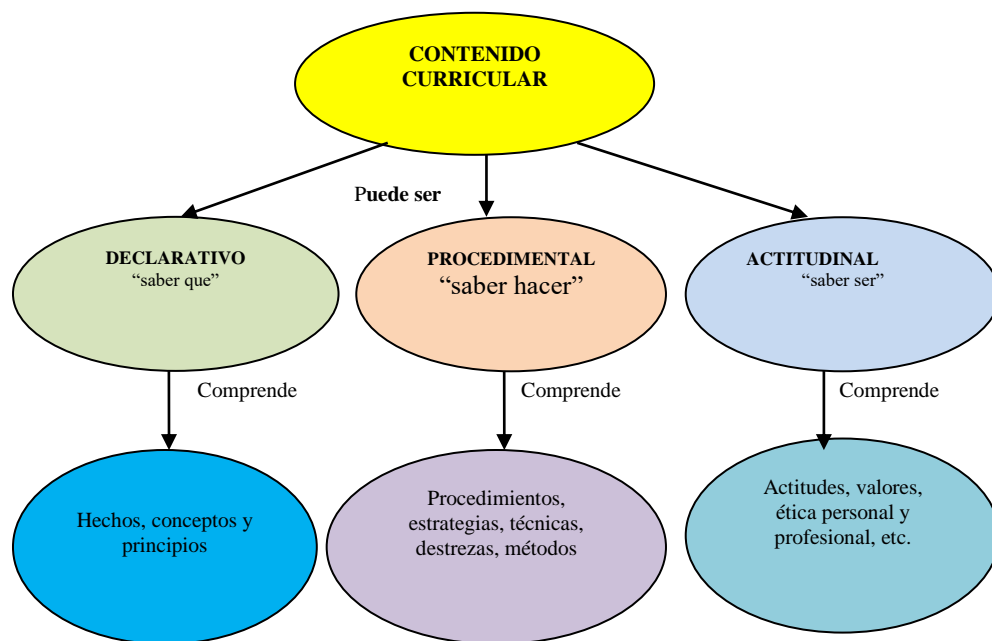 CONTENIDO
CURRICULAR
Puede ser
DECLARATIVO
“saber que”
PROCEDIMENTAL
“saber hacer”
ACTITUDINAL
“saber ser”
Comprende
Comprende
Comprende
Hechos, conceptos y
principios
Procedimientos,
estrategias, técnicas,
destrezas, métodos
Actitudes, valores,
ética personal y
profesional, etc.